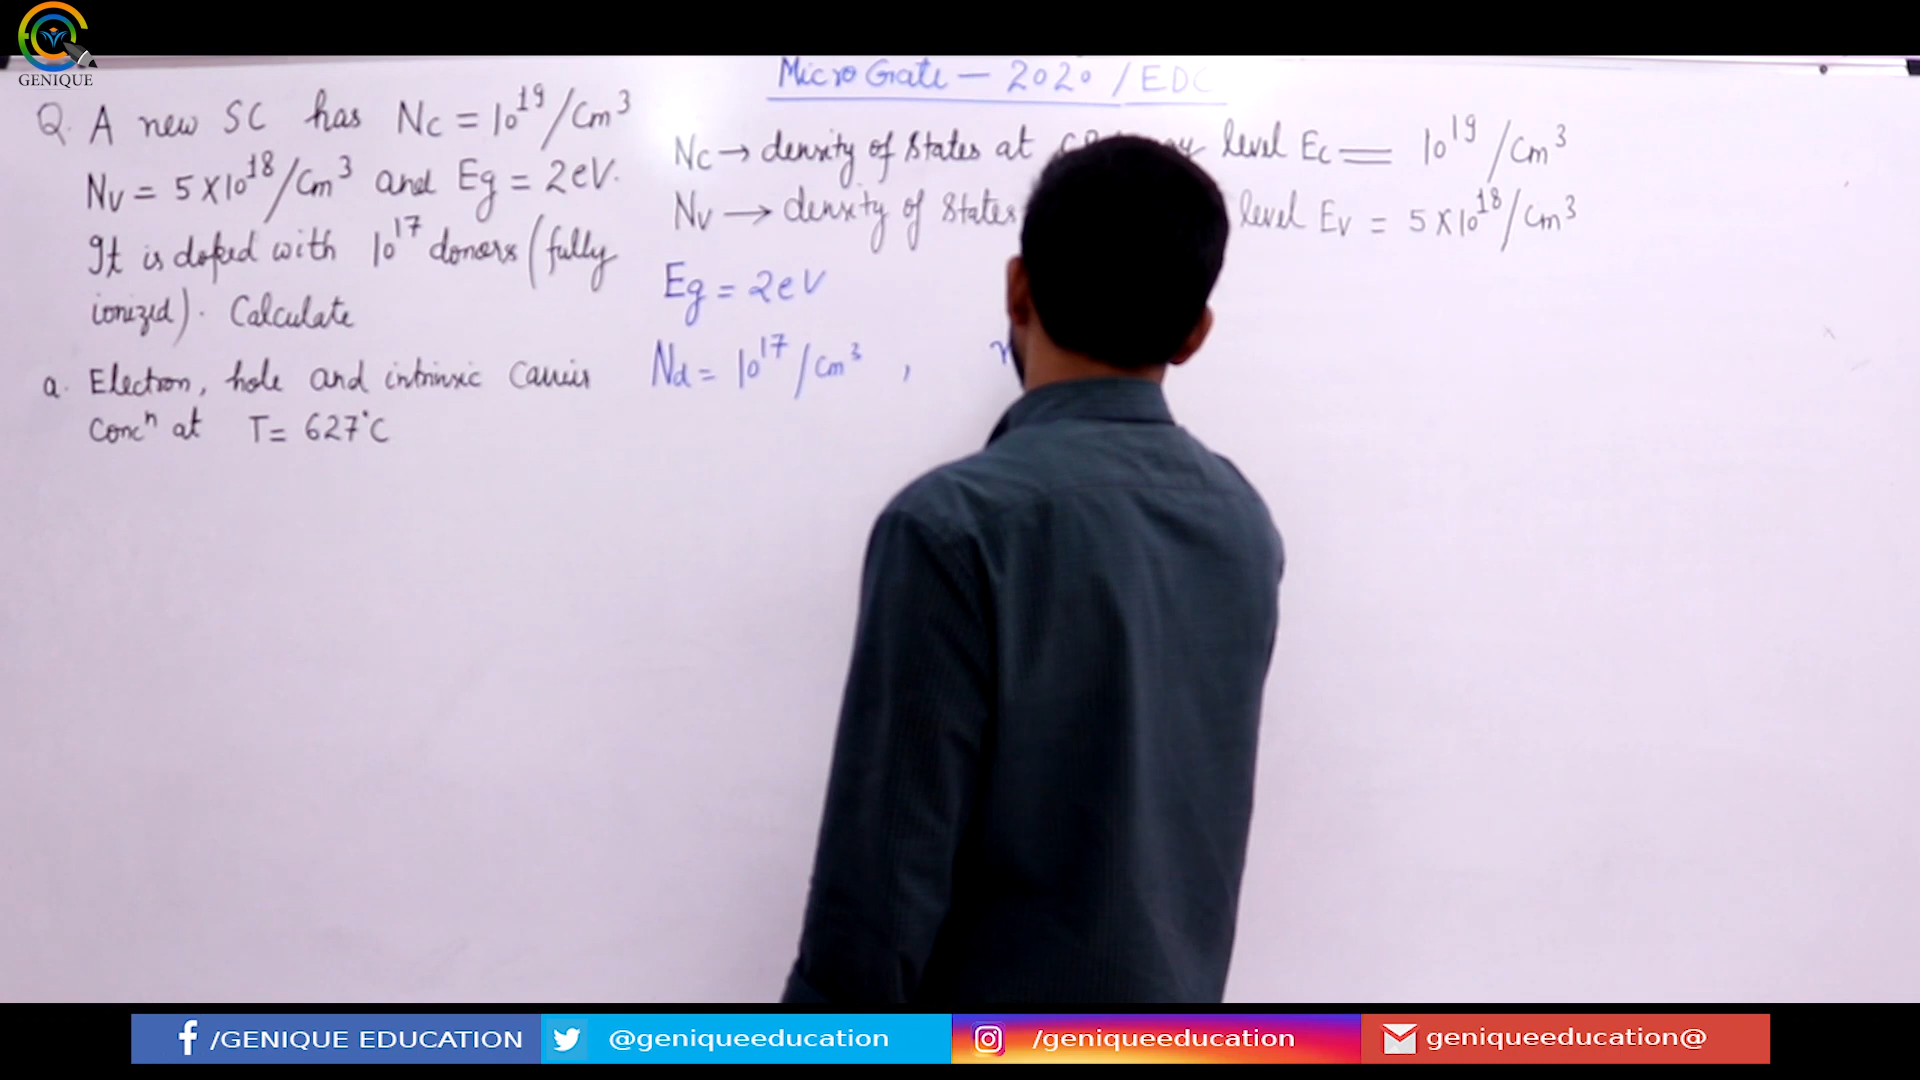 GENIQUE
Micro Gate — 2020 / EDC
Q. A new SC has Nc = 10^19/Cm^3
Nv = 5 X 10^18/Cm^3 and Eg = 2eV.
It is doped with 10^17 doners (fully
ionized). Calculate
a. Electron, hole and intrinsic Carrier
Conc^n at T = 627°C
Nc → density of States at level Ec = 10^19 /Cm^3
Nv → density of States level Ev = 5 X 10^18/Cm^3
Eg = 2eV
Nd = 10^17 /Cm^3 ,
/GENIQUE EDUCATION
@geniqueeducation
/geniqueeducation
geniqueeducation@